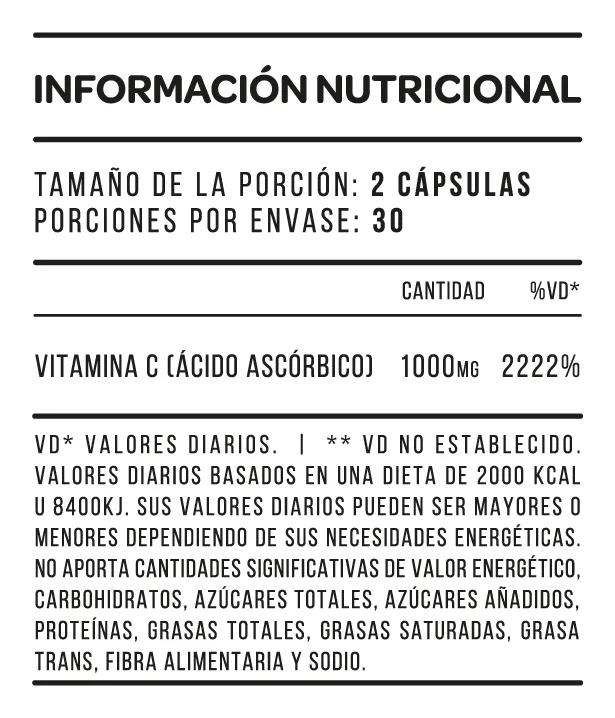 INFORMACIÓN NUTRICIONAL
TAMAÑO DE LA PORCIÓN: 2 CÁPSULAS
PORCIONES POR ENVASE: 30
CANTIDAD %VD*
VITAMINA C (ÁCIDO ASCÓRBICO) 1000MG 2222%
VD* VALORES DIARIOS. | ** VD NO ESTABLECIDO.
VALORES DIARIOS BASADOS EN UNA DIETA DE 2000 KCAL
U 8400KJ. SUS VALORES DIARIOS PUEDEN SER MAYORES O
MENORES DEPENDIENDO DE SUS NECESIDADES ENERGÉTICAS.
NO APORTA CANTIDADES SIGNIFICATIVAS DE VALOR ENERGÉTICO,
CARBOHIDRATOS, AZÚCARES TOTALES, AZÚCARES AÑADIDOS,
PROTEÍNAS, GRASAS TOTALES, GRASAS SATURADAS, GRASA
TRANS, FIBRA ALIMENTARIA Y SODIO.